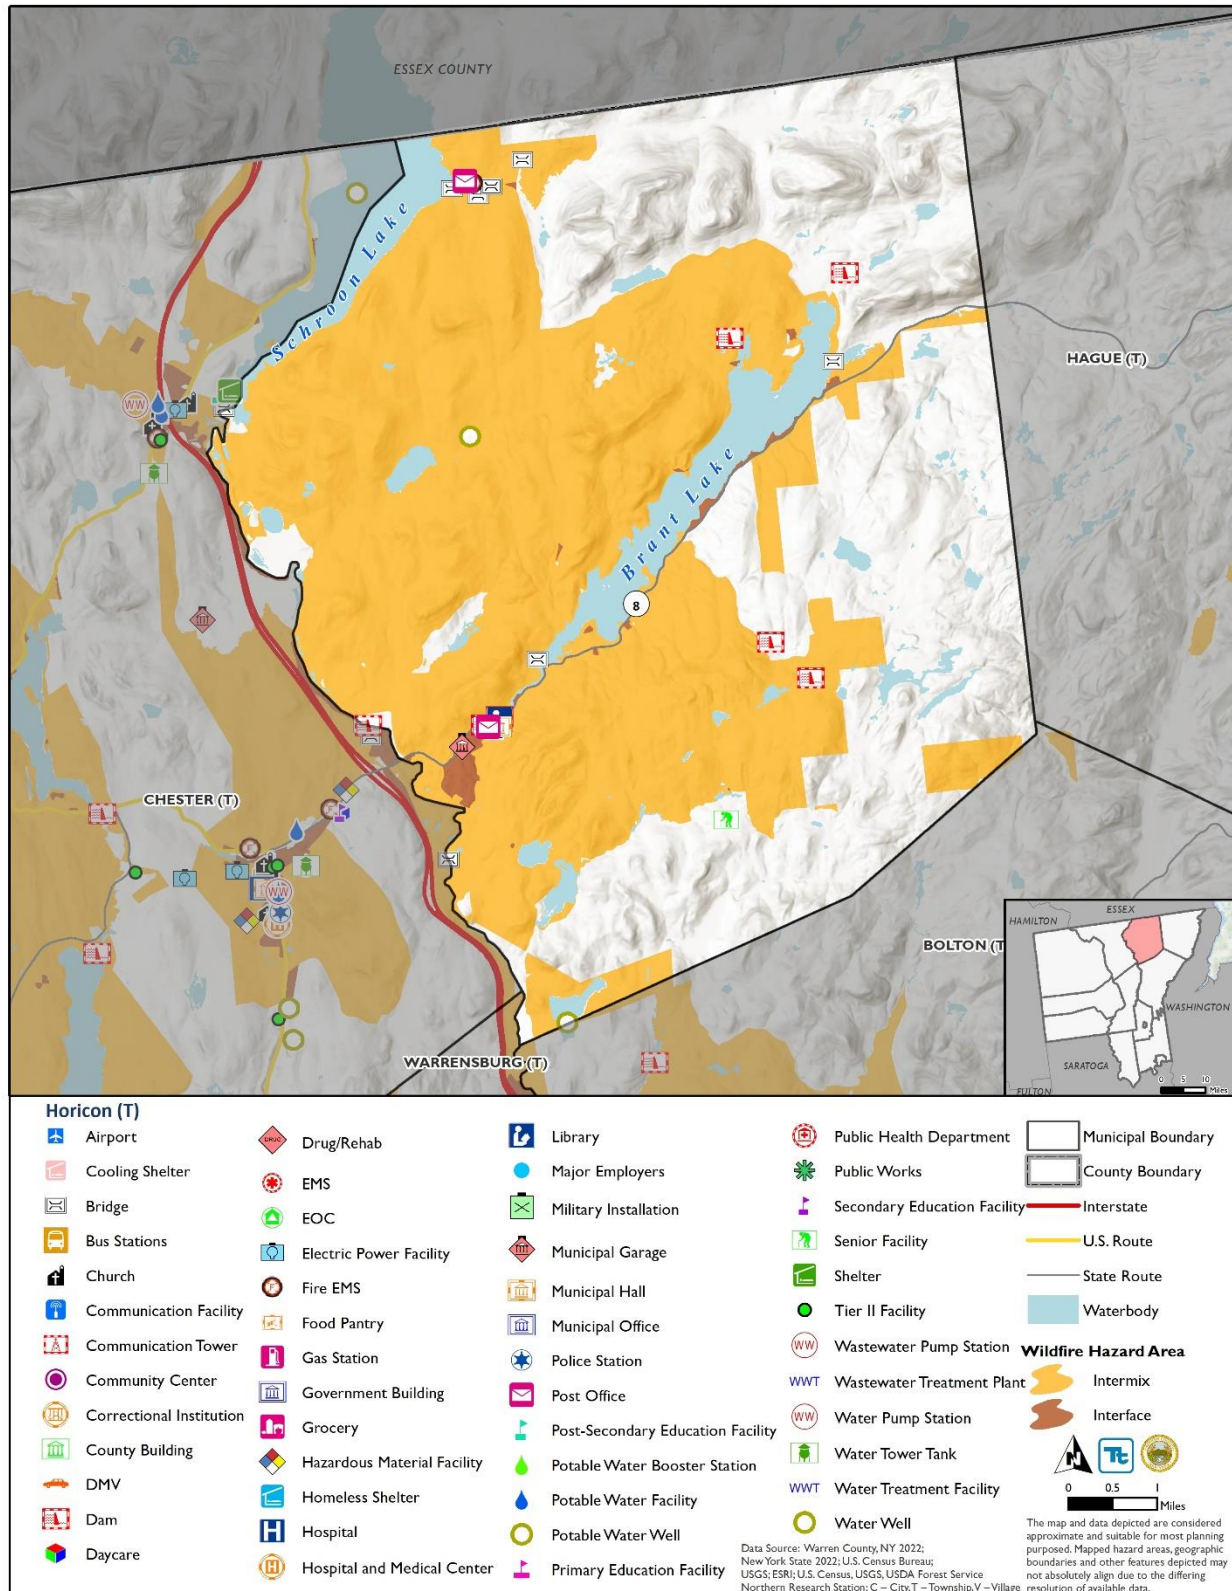 ESSEX COUNTY
Schroon Lake
HAGUE (T)
Brant Lake
8
WW
CHESTER (T)
WW
BOLTON (T
WARRENSBURG (T)
ESSEX
HAMILTON
WASHINGTON
SARATOGA
FULTON
0 5 10
Miles
Horicon (T)
Airport
Cooling Shelter
Bridge
Bus Stations
Church
Communication Facility
Communication Tower
Community Center
Correctional Institution
County Building
DMV
Dam
Daycare
DRUG Drug/Rehab
EMS
EOC
Electric Power Facility
F Fire EMS
Food Pantry
Gas Station
Government Building
Grocery
Hazardous Material Facility
Homeless Shelter
H Hospital
H Hospital and Medical Center
Library
Major Employers
Military Installation
Municipal Garage
Municipal Hall
Municipal Office
Police Station
Post Office
Post-Secondary Education Facility
Potable Water Booster Station
Potable Water Facility
Potable Water Well
Primary Education Facility
Public Health Department
Public Works
Secondary Education Facility
Senior Facility
Shelter
Tier II Facility
WW Wastewater Pump Station
WWT Wastewater Treatment Plant
WW Water Pump Station
Water Tower Tank
WWT Water Treatment Facility
Water Well
Municipal Boundary
County Boundary
Interstate
U.S. Route
State Route
Waterbody
Wildfire Hazard Area
Intermix
Interface
N Tt
0 0.5 1
Miles
Data Source: Warren County, NY 2022;
New York State 2022; U.S. Census Bureau;
USGS; ESRI; U.S. Census, USGS, USDA Forest Service
Northern Research Station; C – City, T – Township, V – Village
The map and data depicted are considered
approximate and suitable for most planning
purposed. Mapped hazard areas, geographic
boundaries and other features depicted may
not absolutely align due to the differing
resolution of available data.